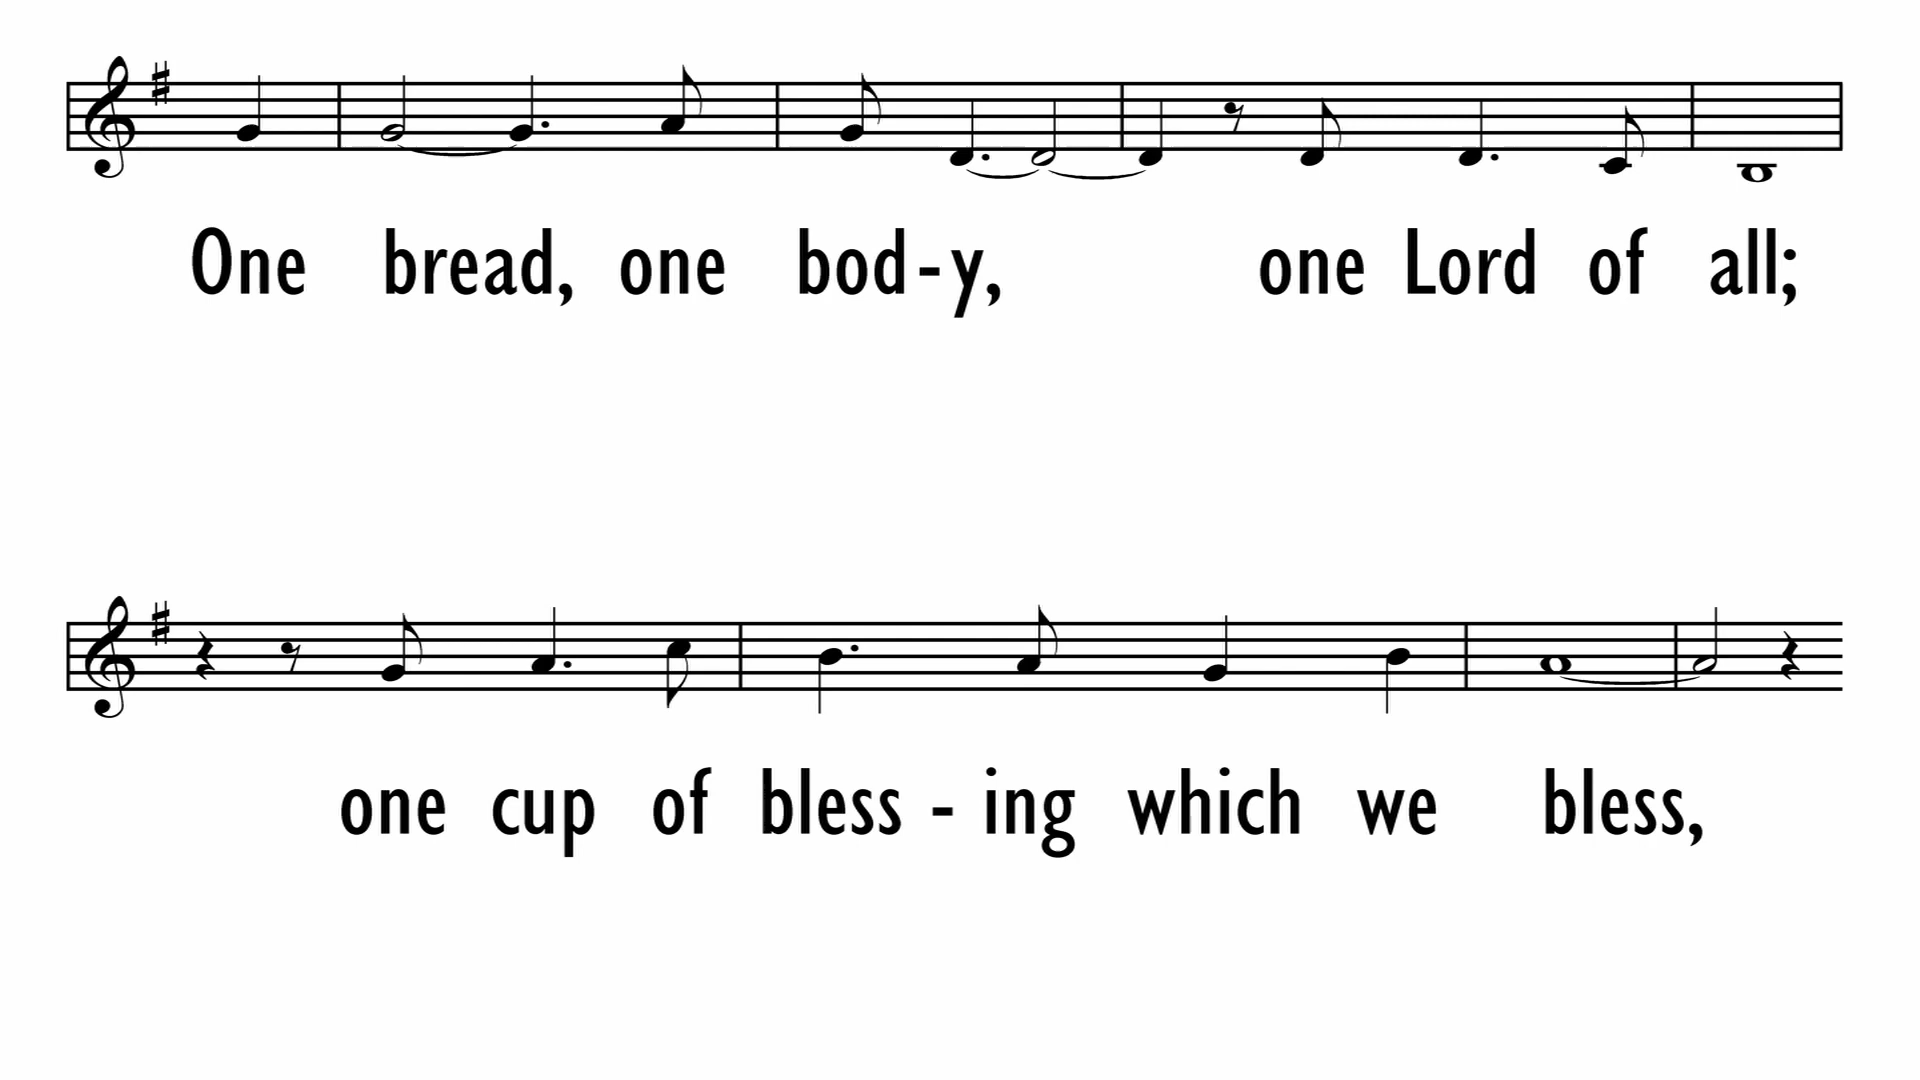 One bread, one bod-y, one Lord of all;
one cup of bless - ing which we bless,